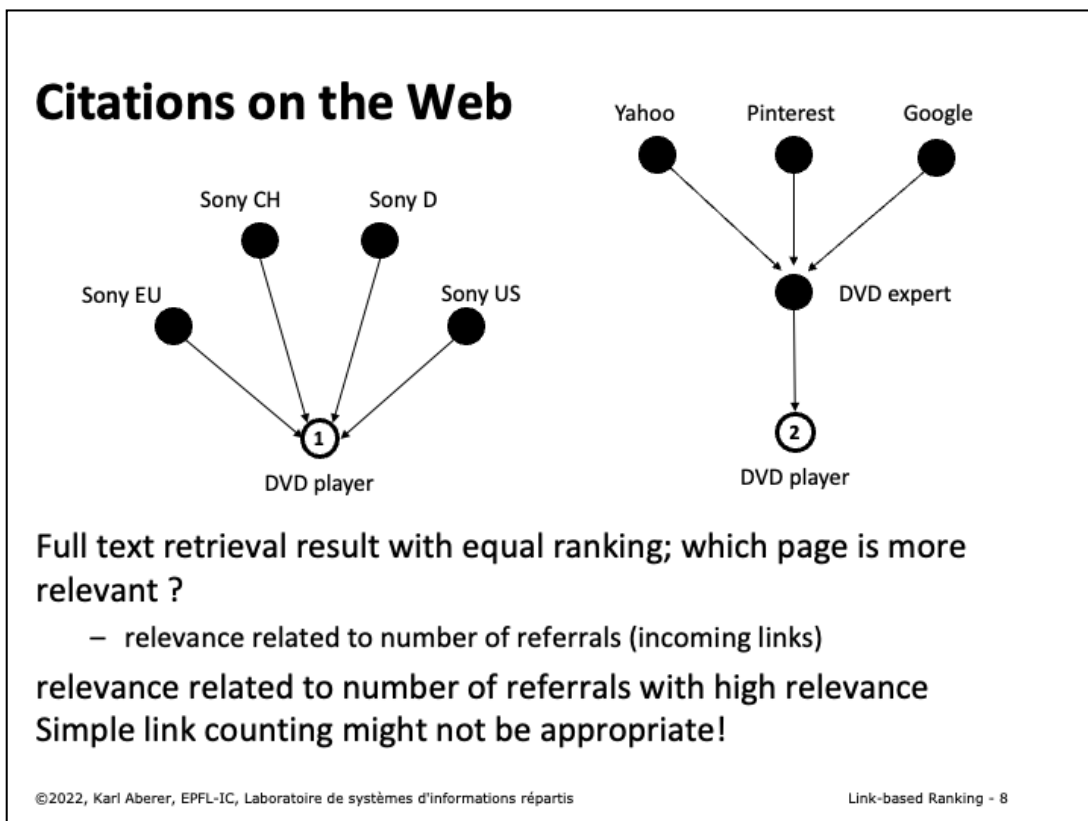 Citations on the Web
Yahoo
Pinterest
Google
Sony CH
Sony D
Sony EU
Sony US
DVD expert
1
2
DVD player
DVD player
Full text retrieval result with equal ranking; which page is more
relevant ?
– relevance related to number of referrals (incoming links)
relevance related to number of referrals with high relevance
Simple link counting might not be appropriate!
©2022, Karl Aberer, EPFL-IC, Laboratoire de systèmes d'informations répartis
Link-based Ranking - 8